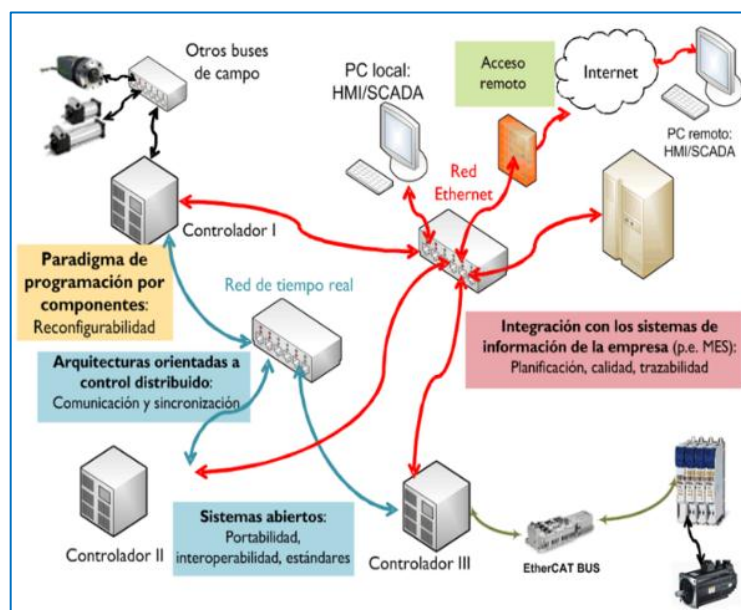 Otros buses
de campo
PC local:
HMI/SCADA
Acceso
remoto
Internet
PC remoto:
HMI/SCADA
Red
Ethernet
Controlador I
Paradigma de
programación por
componentes:
Reconfigurabilidad
Red de tiempo real
Arquitecturas orientadas a
control distribuido:
Comunicación y sincronización
Integración con los sistemas de
información de la empresa (p.e. MES):
Planificación, calidad, trazabilidad
Controlador II
Sistemas abiertos:
Portabilidad,
interoperabilidad, estándares
Controlador III
EtherCAT BUS